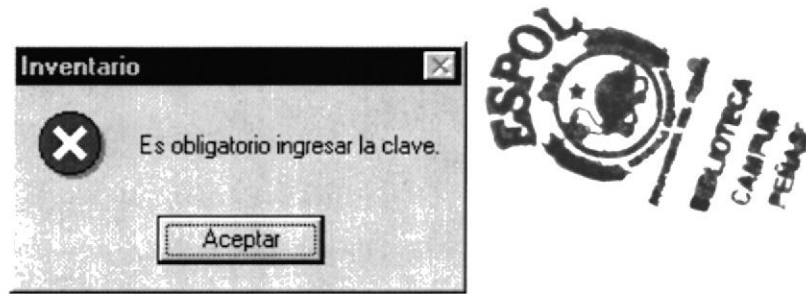 Inventario
Es obligatorio ingresar la clave.
Aceptar
ESPOL
BIBLIOTECA
CAMPUS
PEÑAS